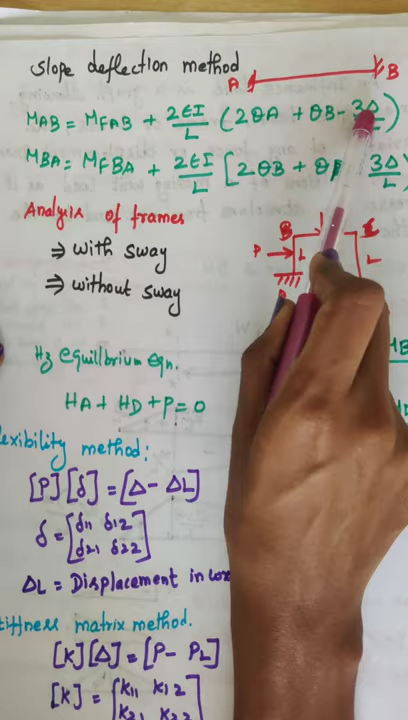 slope deflection method
A B
MAB = MFAB + 2EI/L (2θA + θB - 3Δ/L)
MBA = MFBA + 2EI/L [2θB + θ 3Δ/L)
Analysis of frames
⇒ with sway
⇒ without sway
B
P L L
Hz equilibrium eqn.
HA + HD + P = 0
lexibility method:
[P][δ] = [Δ - ΔL]
δ = [δ11 δ12
δ21 δ22]
ΔL = Displacement in
tiffness matrix method.
[K][Δ] = [P - PL]
[K] = [K11 K12
K21 K22